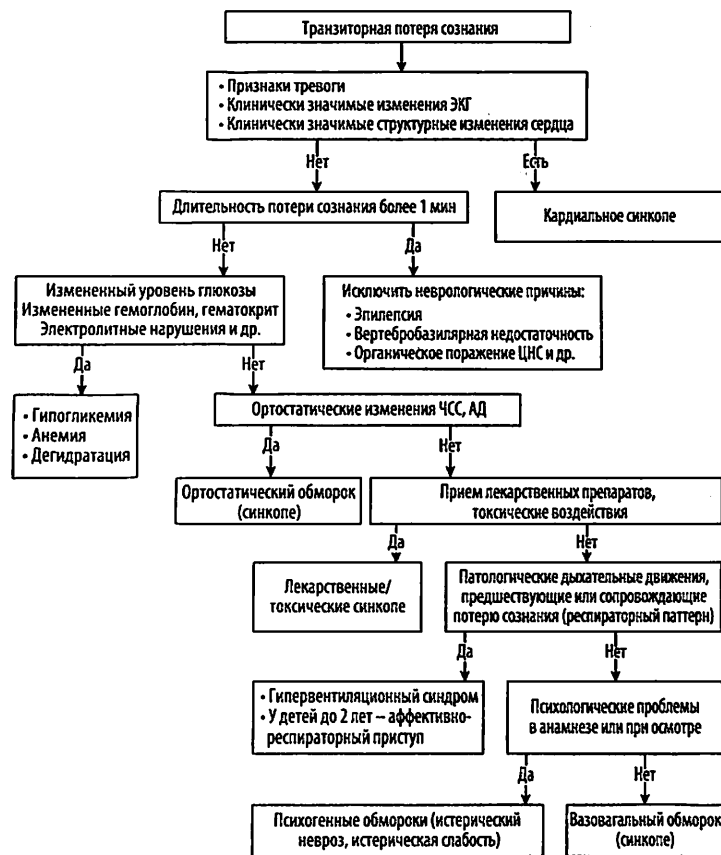 Транзиторная потеря сознания
• Признаки тревоги
• Клинически значимые изменения ЭКГ
• Клинически значимые структурные изменения сердца
Нет
Есть
Длительность потери сознания более 1 мин
Кардиальное синкопе
Нет
Да
Измененный уровень глюкозы
Измененные гемоглобин, гематокрит
Электролитные нарушения и др.
Исключить неврологические причины:
• Эпилепсия
• Вертебробазилярная недостаточность
• Органическое поражение ЦНС и др.
Да
Нет
• Гипогликемия
• Анемия
• Дегидратация
Ортостатические изменения ЧСС, АД
Да
Нет
Ортостатический обморок
(синкопе)
Прием лекарственных препаратов,
токсические воздействия
Да
Нет
Лекарственные/
токсические синкопе
Патологические дыхательные движения,
предшествующие или сопровождающие
потерю сознания (респираторный паттерн)
Да
Нет
• Гипервентиляционный синдром
• У детей до 2 лет – аффективно-
респираторный приступ
Психологические проблемы
в анамнезе или при осмотре
Да
Нет
Психогенные обмороки (истерический
невроз, истерическая слабость)
Вазовагальный обморок
(синкопе)